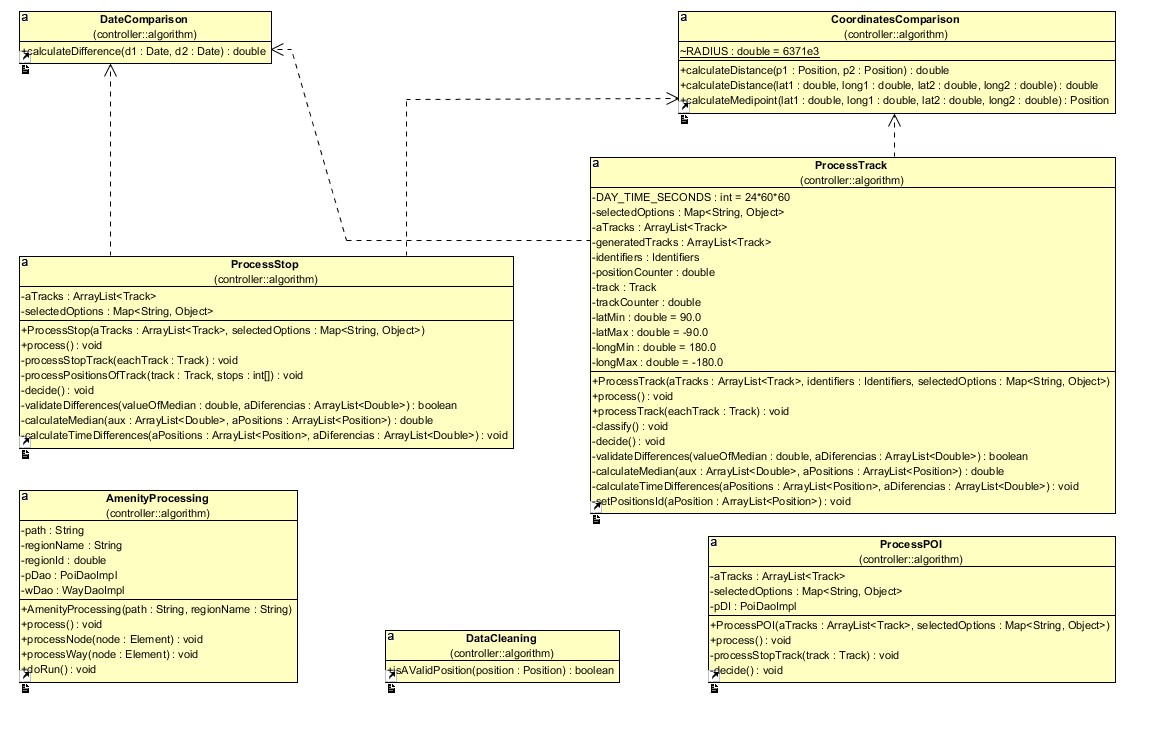 a
DateComparison
(controller::algorithm)
+calculateDifference(d1 : Date, d2 : Date) : double
a
CoordinatesComparison
(controller::algorithm)
~RADIUS : double = 6371e3
+calculateDistance(p1 : Position, p2 : Position) : double
+calculateDistance(lat1 : double, long1 : double, lat2 : double, long2 : double) : double
+calculateMedipoint(lat1 : double, long1 : double, lat2 : double, long2 : double) : Position
a
ProcessTrack
(controller::algorithm)
-DAY_TIME_SECONDS : int = 24*60*60
-selectedOptions : Map<String, Object>
-aTracks : ArrayList<Track>
-generatedTracks : ArrayList<Track>
-identifiers : Identifiers
-positionCounter : double
-track : Track
-trackCounter : double
-latMin : double = 90.0
-latMax : double = -90.0
-longMin : double = 180.0
-longMax : double = -180.0
+ProcessTrack(aTracks : ArrayList<Track>, identifiers : Identifiers, selectedOptions : Map<String, Object>)
+process() : void
+processTrack(eachTrack : Track) : void
-classify() : void
-decide() : void
-validateDifferences(valueOfMedian : double, aDiferencias : ArrayList<Double>) : boolean
-calculateMedian(aux : ArrayList<Double>, aPositions : ArrayList<Position>) : double
-calculateTimeDifferences(aPositions : ArrayList<Position>, aDiferencias : ArrayList<Double>) : void
-setPositionsId(aPosition : ArrayList<Position>) : void
a
ProcessStop
(controller::algorithm)
-aTracks : ArrayList<Track>
-selectedOptions : Map<String, Object>
+ProcessStop(aTracks : ArrayList<Track>, selectedOptions : Map<String, Object>)
+process() : void
-processStopTrack(eachTrack : Track) : void
-processPositionsOfTrack(track : Track, stops : int[]) : void
-decide() : void
-validateDifferences(valueOfMedian : double, aDiferencias : ArrayList<Double>) : boolean
-calculateMedian(aux : ArrayList<Double>, aPositions : ArrayList<Position>) : double
-calculateTimeDifferences(aPositions : ArrayList<Position>, aDiferencias : ArrayList<Double>) : void
a
AmenityProcessing
(controller::algorithm)
-path : String
-regionName : String
-regionId : double
-pDao : PoiDaoImpl
-wDao : WayDaoImpl
+AmenityProcessing(path : String, regionName : String)
+process() : void
+processNode(node : Element) : void
+processWay(node : Element) : void
+doRun() : void
a
DataCleaning
(controller::algorithm)
+isAValidPosition(position : Position) : boolean
a
ProcessPOI
(controller::algorithm)
-aTracks : ArrayList<Track>
-selectedOptions : Map<String, Object>
-pDI : PoiDaoImpl
+ProcessPOI(aTracks : ArrayList<Track>, selectedOptions : Map<String, Object>)
+process() : void
-processStopTrack(track : Track) : void
-decide() : void